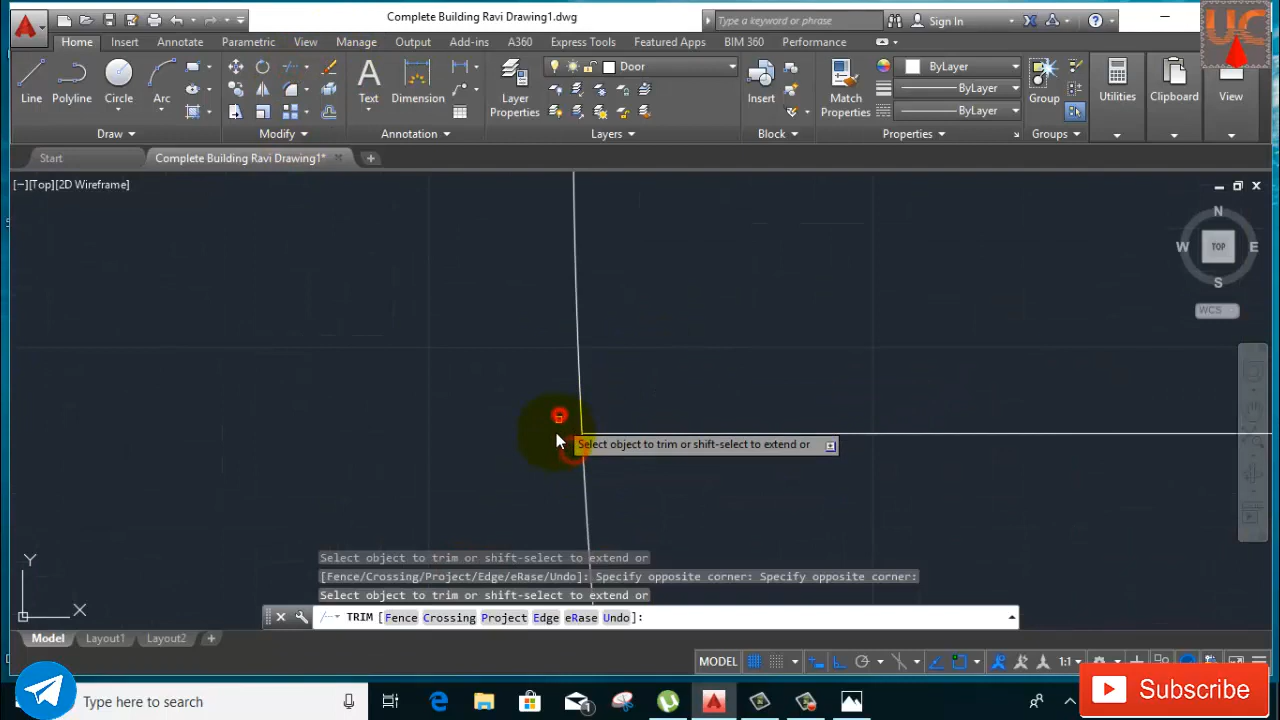 Complete Building Ravi Drawing1.dwg
Type a keyword or phrase
Sign In
UC
Home Insert Annotate Parametric View Manage Output Add-ins A360 Express Tools Featured Apps BIM 360 Performance
Door
ByLayer
ByLayer
ByLayer
Line Polyline Circle Arc Text Dimension Layer Properties Insert Match Properties Group Utilities Clipboard View
Draw Modify Annotation Layers Block Properties Groups
Start Complete Building Ravi Drawing1*
[−][Top][2D Wireframe]
N
W TOP E
S
WCS
Select object to trim or shift-select to extend or
Select object to trim or shift-select to extend or
[Fence/Crossing/Project/Edge/eRase/Undo]: Specify opposite corner: Specify opposite corner:
Select object to trim or shift-select to extend or
Y
X
TRIM [Fence Crossing Project Edge eRase Undo]:
Model Layout1 Layout2
MODEL 1:1
Type here to search
1
Subscribe